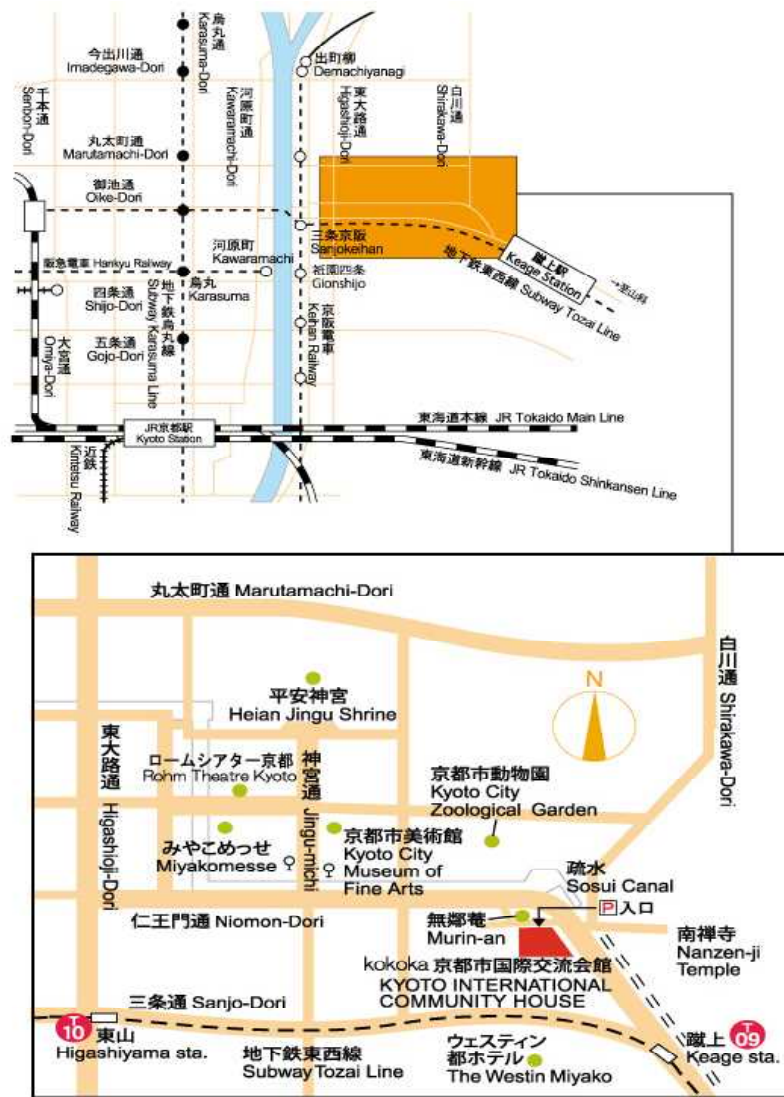 烏丸通
Karasuma-Dori
今出川通
Imadegawa-Dori
出町柳
Demachiyanagi
千本通
Senbon-Dori
河原町通
Kawaramachi-Dori
東大路通
Higashioji-Dori
白川通
Shirakawa-Dori
丸太町通
Marutamachi-Dori
御池通
Oike-Dori
三条京阪
Sanjokeihan
蹴上駅
Keage Station
地下鉄東西線 Subway Tozai Line
→至山科
河原町
Kawaramachi
阪急電車 Hankyu Railway
祇園四条
Gionshijo
烏丸
Karasuma
四条通
Shijo-Dori
地下鉄烏丸線
Subway Karasuma Line
京阪電車
Keihan Railway
大宮通
Omiya-Dori
五条通
Gojo-Dori
JR京都駅
Kyoto Station
東海道本線 JR Tokaido Main Line
東海道新幹線 JR Tokaido Shinkansen Line
近鉄
Kintetsu Railway
丸太町通 Marutamachi-Dori
白川通 Shirakawa-Dori
N
平安神宮
Heian Jingu Shrine
東大路通 Higashioji-Dori
ロームシアター京都
Rohm Theatre Kyoto
神宮通 Jingu-michi
京都市動物園
Kyoto City
Zoological Garden
みやこめっせ
Miyakomesse
京都市美術館
Kyoto City
Museum of
Fine Arts
疏水
Sosui Canal
P入口
仁王門通 Niomon-Dori
無鄰菴
Murin-an
南禅寺
Nanzen-ji
Temple
kokoka 京都市国際交流会館
KYOTO INTERNATIONAL
COMMUNITY HOUSE
三条通 Sanjo-Dori
T
10
東山
Higashiyama sta.
地下鉄東西線
Subway Tozai Line
ウェスティン
都ホテル
The Westin Miyako
T
09
蹴上
Keage sta.